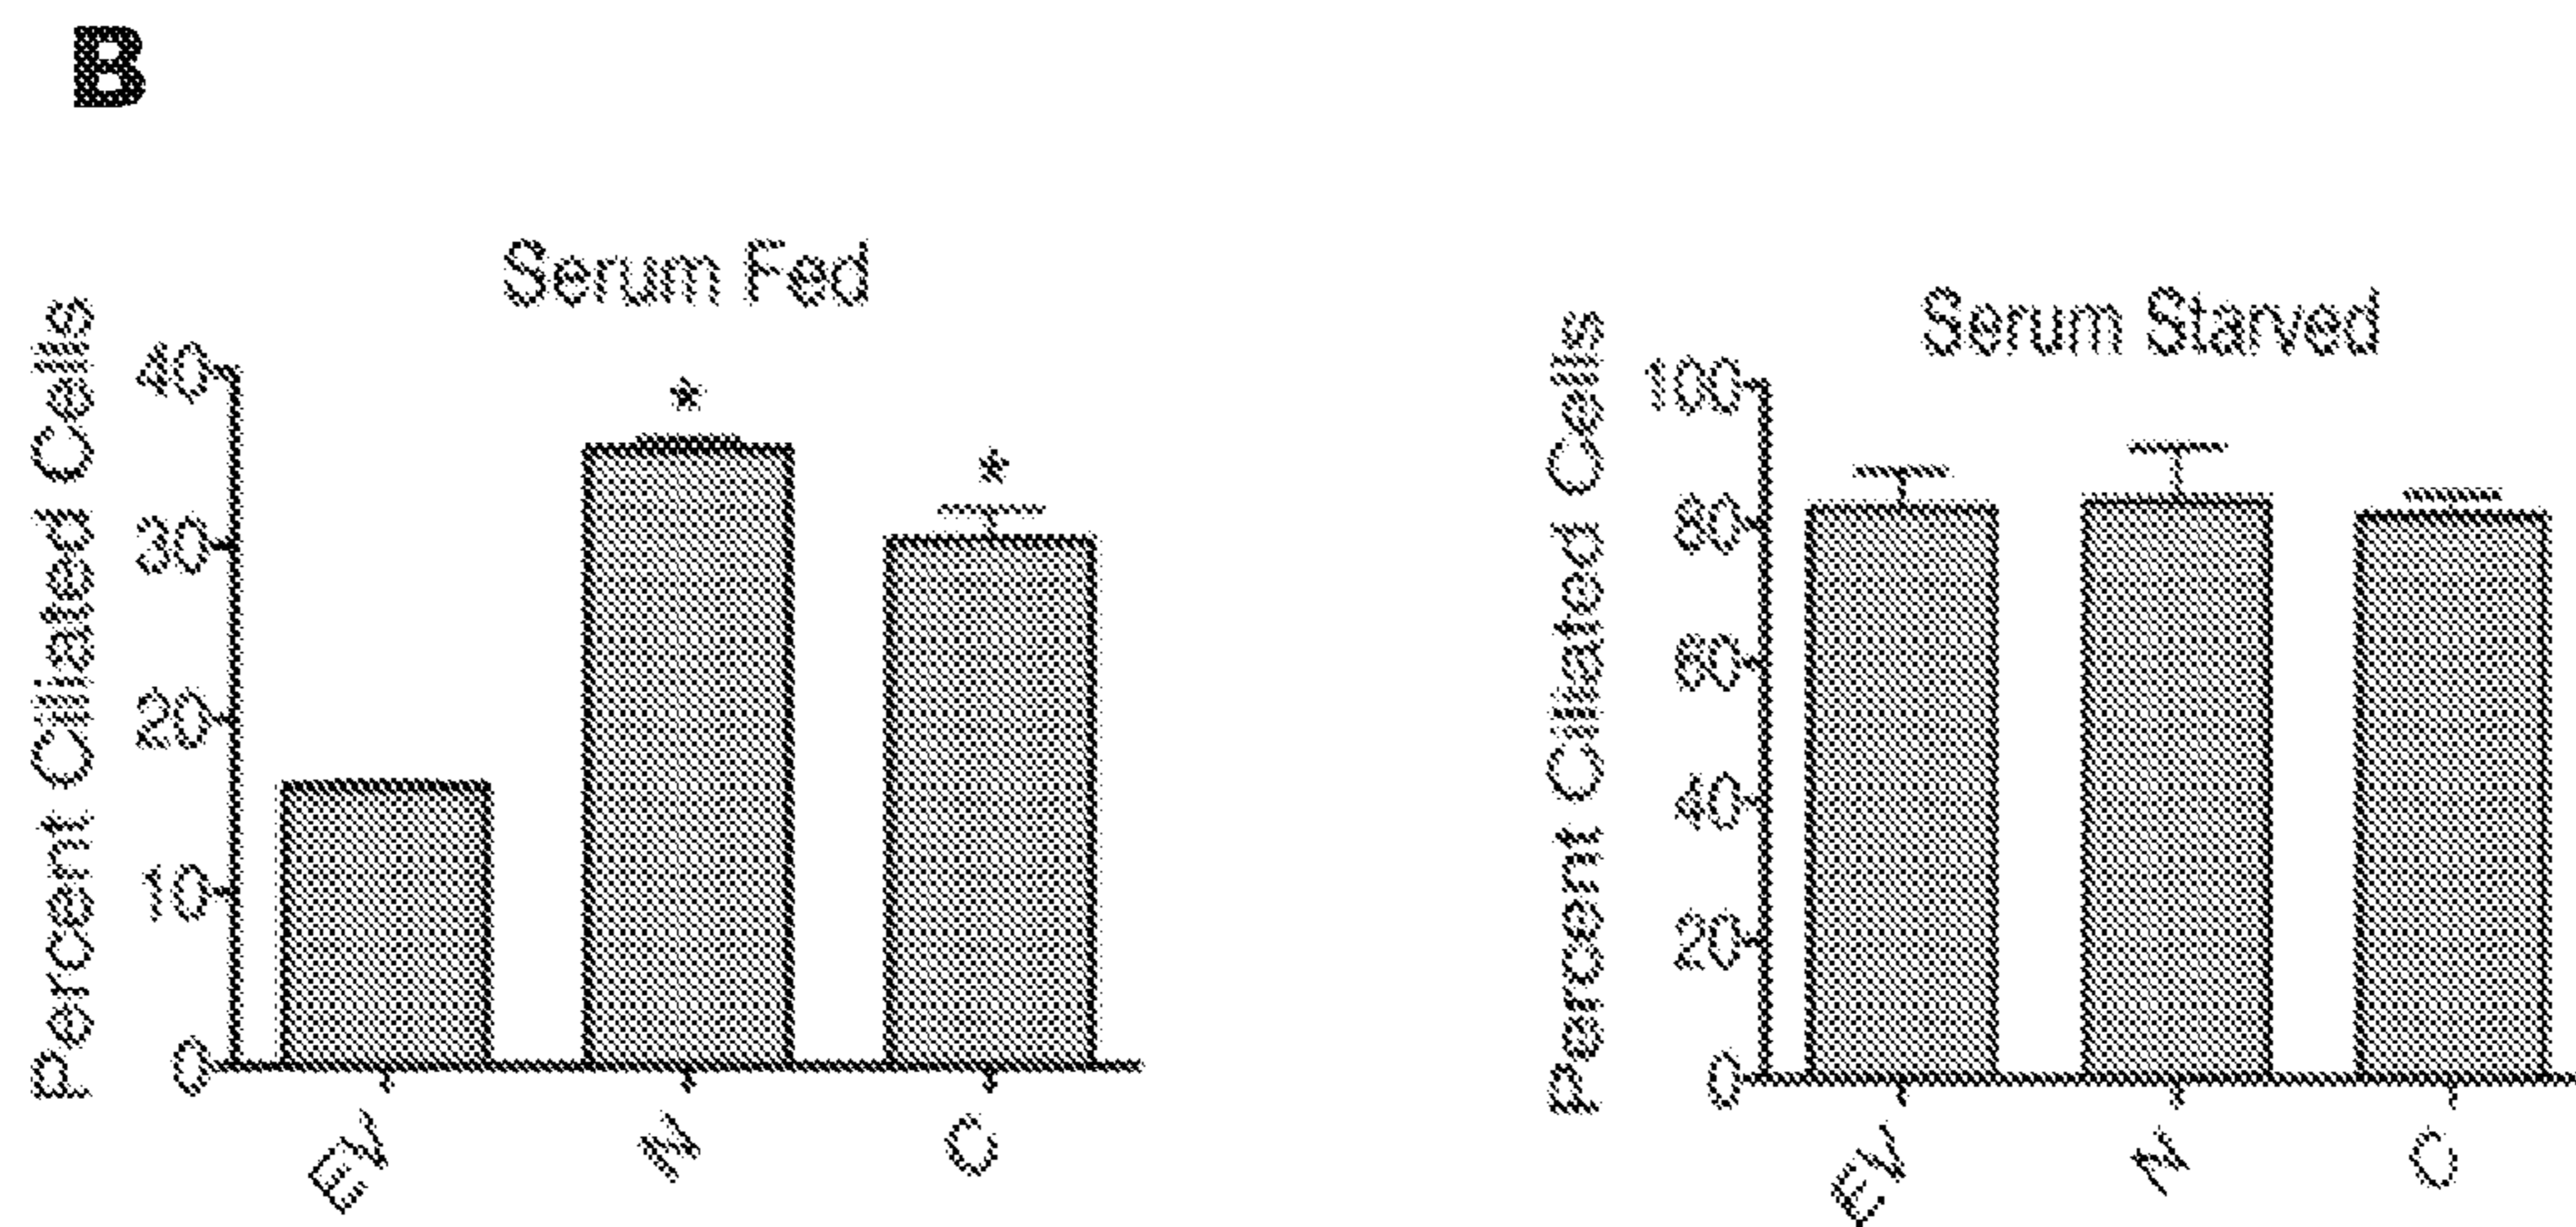 B
Serum Fed
Percent Ciliated Cells
40
30
20
10
0
*
*
EV
N
C
Serum Starved
Percent Ciliated Cells
100
80
60
40
20
0
EV
N
C